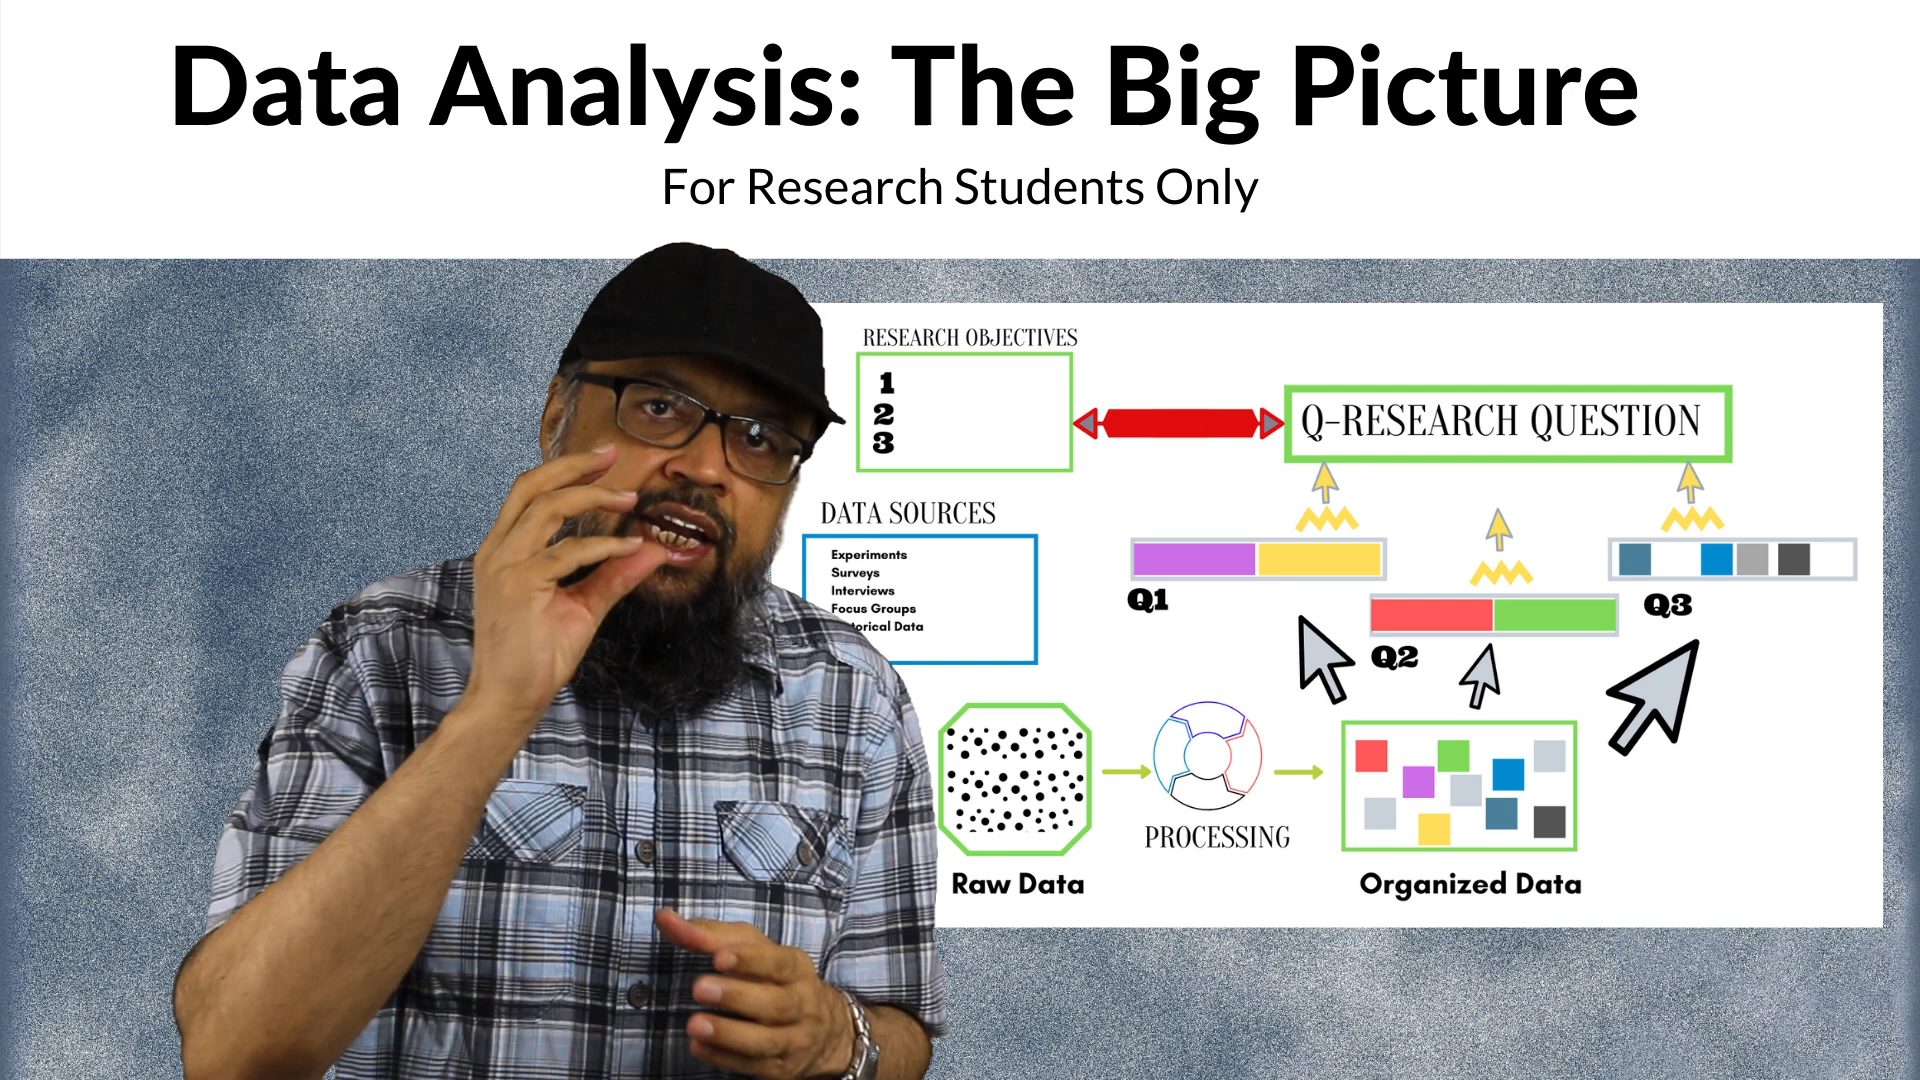 Data Analysis: The Big Picture
For Research Students Only
RESEARCH OBJECTIVES
1
2
3
Q-RESEARCH QUESTION
DATA SOURCES
Experiments
Surveys
Interviews
Focus Groups
Data
Q1
Q2
Q3
PROCESSING
Raw Data
Organized Data